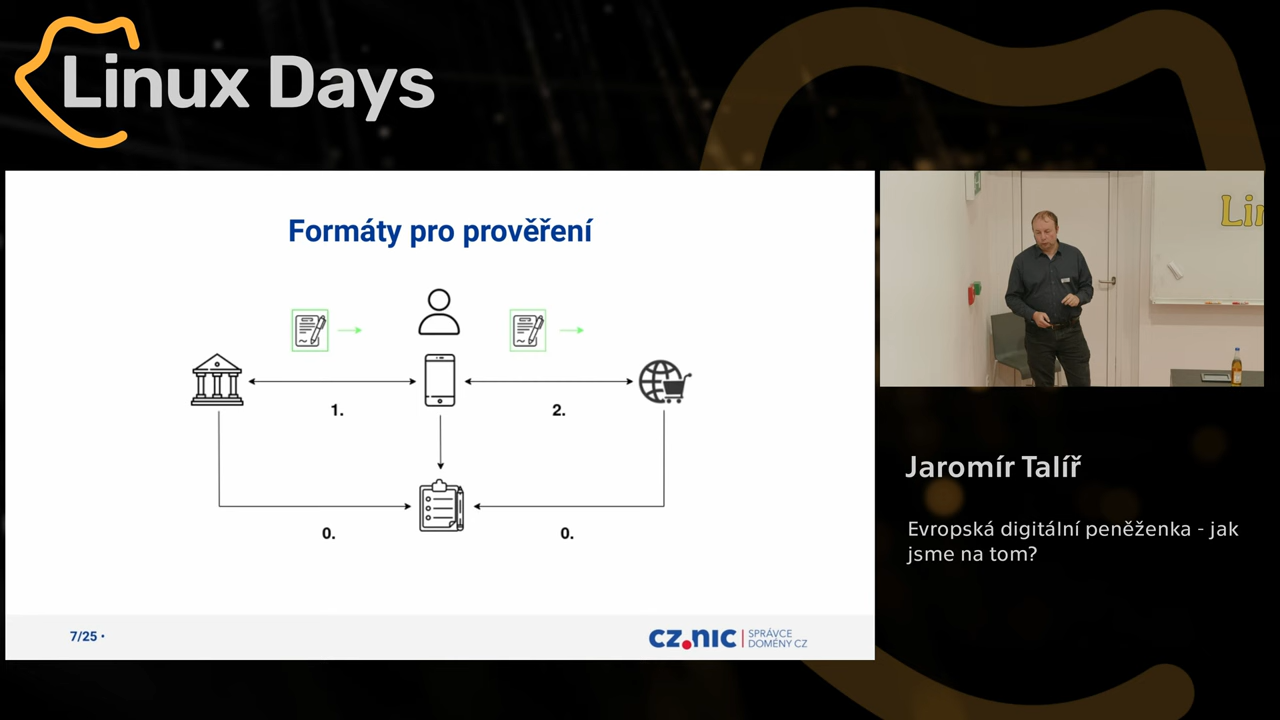 Linux Days
Formáty pro prověření
1.
2.
0.
0.
7/25 •
cz.nic
SPRÁVCE
DOMÉNY CZ
Lin
Jaromír Talíř
Evropská digitální peněženka - jak
jsme na tom?